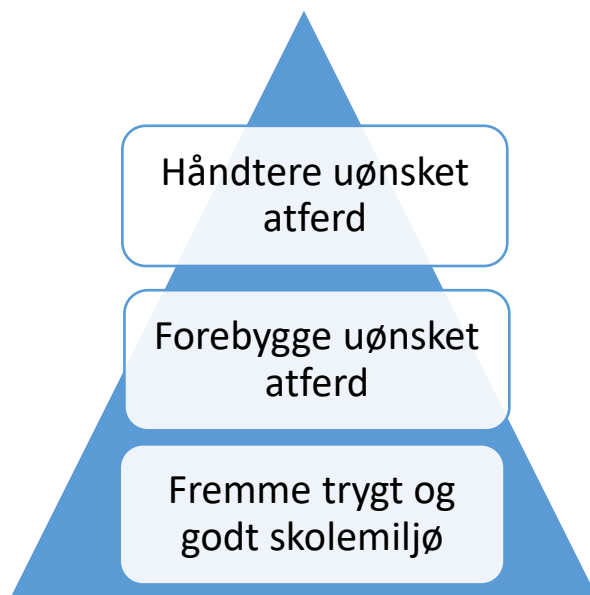 Håndtere uønsket
atferd
Forebygge uønsket
atferd
Fremme trygt og
godt skolemiljø